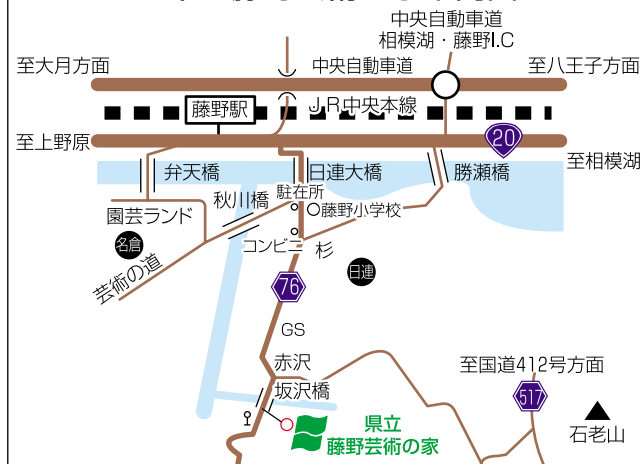 中央自動車道
相模湖・藤野I.C
至大月方面
中央自動車道
至八王子方面
藤野駅
J.R中央本線
20
至上野原
至相模湖
弁天橋
日連大橋
勝瀬橋
秋川橋
駐在所
園芸ランド
藤野小学校
名倉
コンビニ
杉
日連
芸術の道
76
GS
赤沢
至国道412号方面
坂沢橋
517
県立
藤野芸術の家
石老山